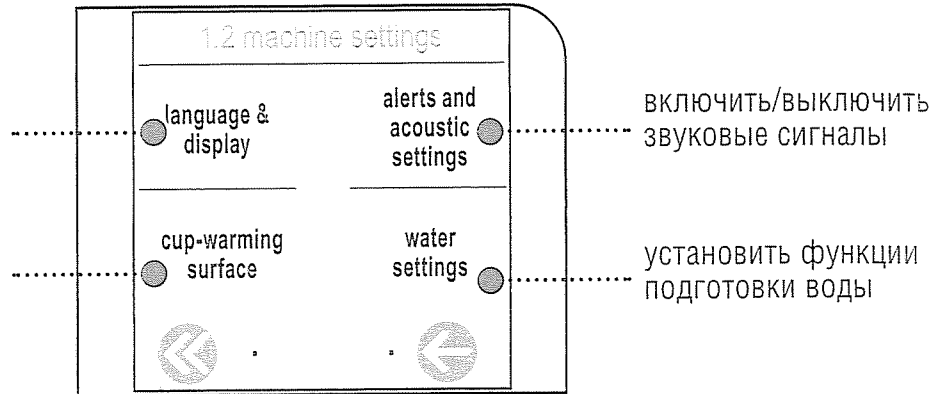 1.2 machine settings
language &
display
alerts and
acoustic
settings
включить/выключить
звуковые сигналы
cup-warming
surface
water
settings
установить функции
подготовки воды